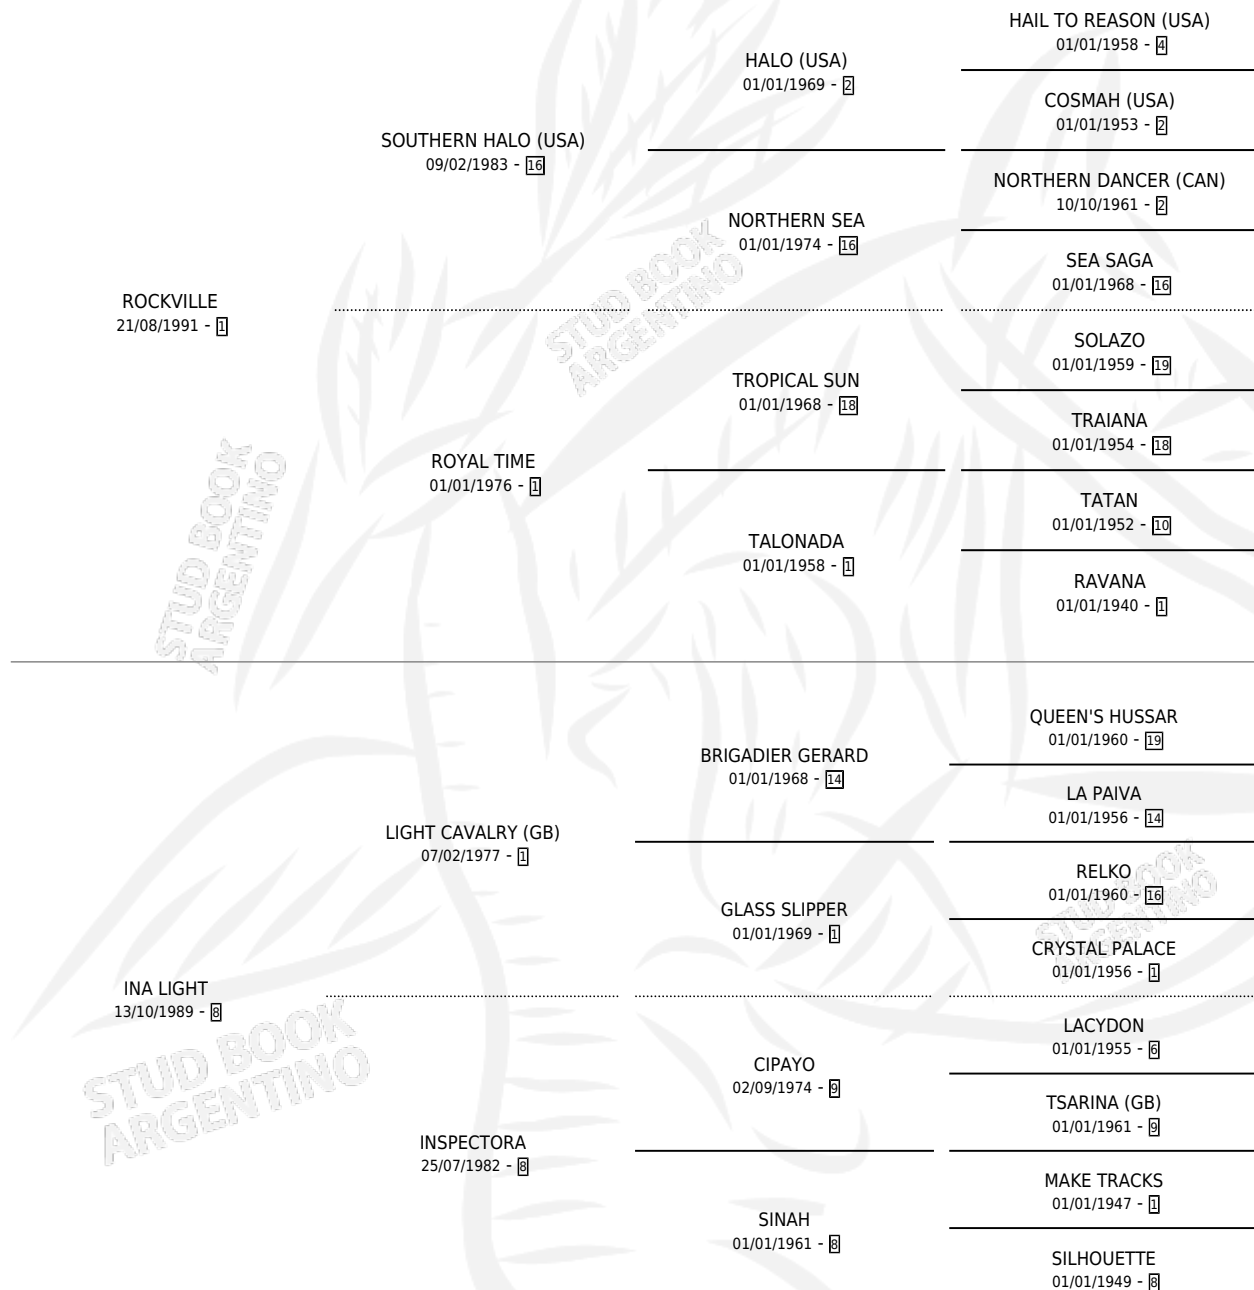 HAIL TO REASON (USA)
01/01/1958 - 4
HALO (USA)
01/01/1969 - 2
COSMAH (USA)
01/01/1953 - 2
SOUTHERN HALO (USA)
09/02/1983 - 16
NORTHERN DANCER (CAN)
10/10/1961 - 2
NORTHERN SEA
01/01/1974 - 16
SEA SAGA
01/01/1968 - 16
ROCKVILLE
21/08/1991 - 1
SOLAZO
01/01/1959 - 19
TROPICAL SUN
01/01/1968 - 18
TRAIANA
01/01/1954 - 18
ROYAL TIME
01/01/1976 - 1
TATAN
01/01/1952 - 10
TALONADA
01/01/1958 - 1
RAVANA
01/01/1940 - 1
QUEEN'S HUSSAR
01/01/1960 - 19
BRIGADIER GERARD
01/01/1968 - 14
LA PAIVA
01/01/1956 - 14
LIGHT CAVALRY (GB)
07/02/1977 - 1
RELKO
01/01/1960 - 16
GLASS SLIPPER
01/01/1969 - 1
CRYSTAL PALACE
01/01/1956 - 1
INA LIGHT
13/10/1989 - 8
LACYDON
01/01/1955 - 6
CIPAYO
02/09/1974 - 9
TSARINA (GB)
01/01/1961 - 9
INSPECTORA
25/07/1982 - 8
MAKE TRACKS
01/01/1947 - 1
SINAH
01/01/1961 - 8
SILHOUETTE
01/01/1949 - 8
STUD BOOK
ARGENTINO
STUD BOOK
ARGENTINO
STUD BOOK
ARGENTINO
STUD BOOK
ARGENTINO